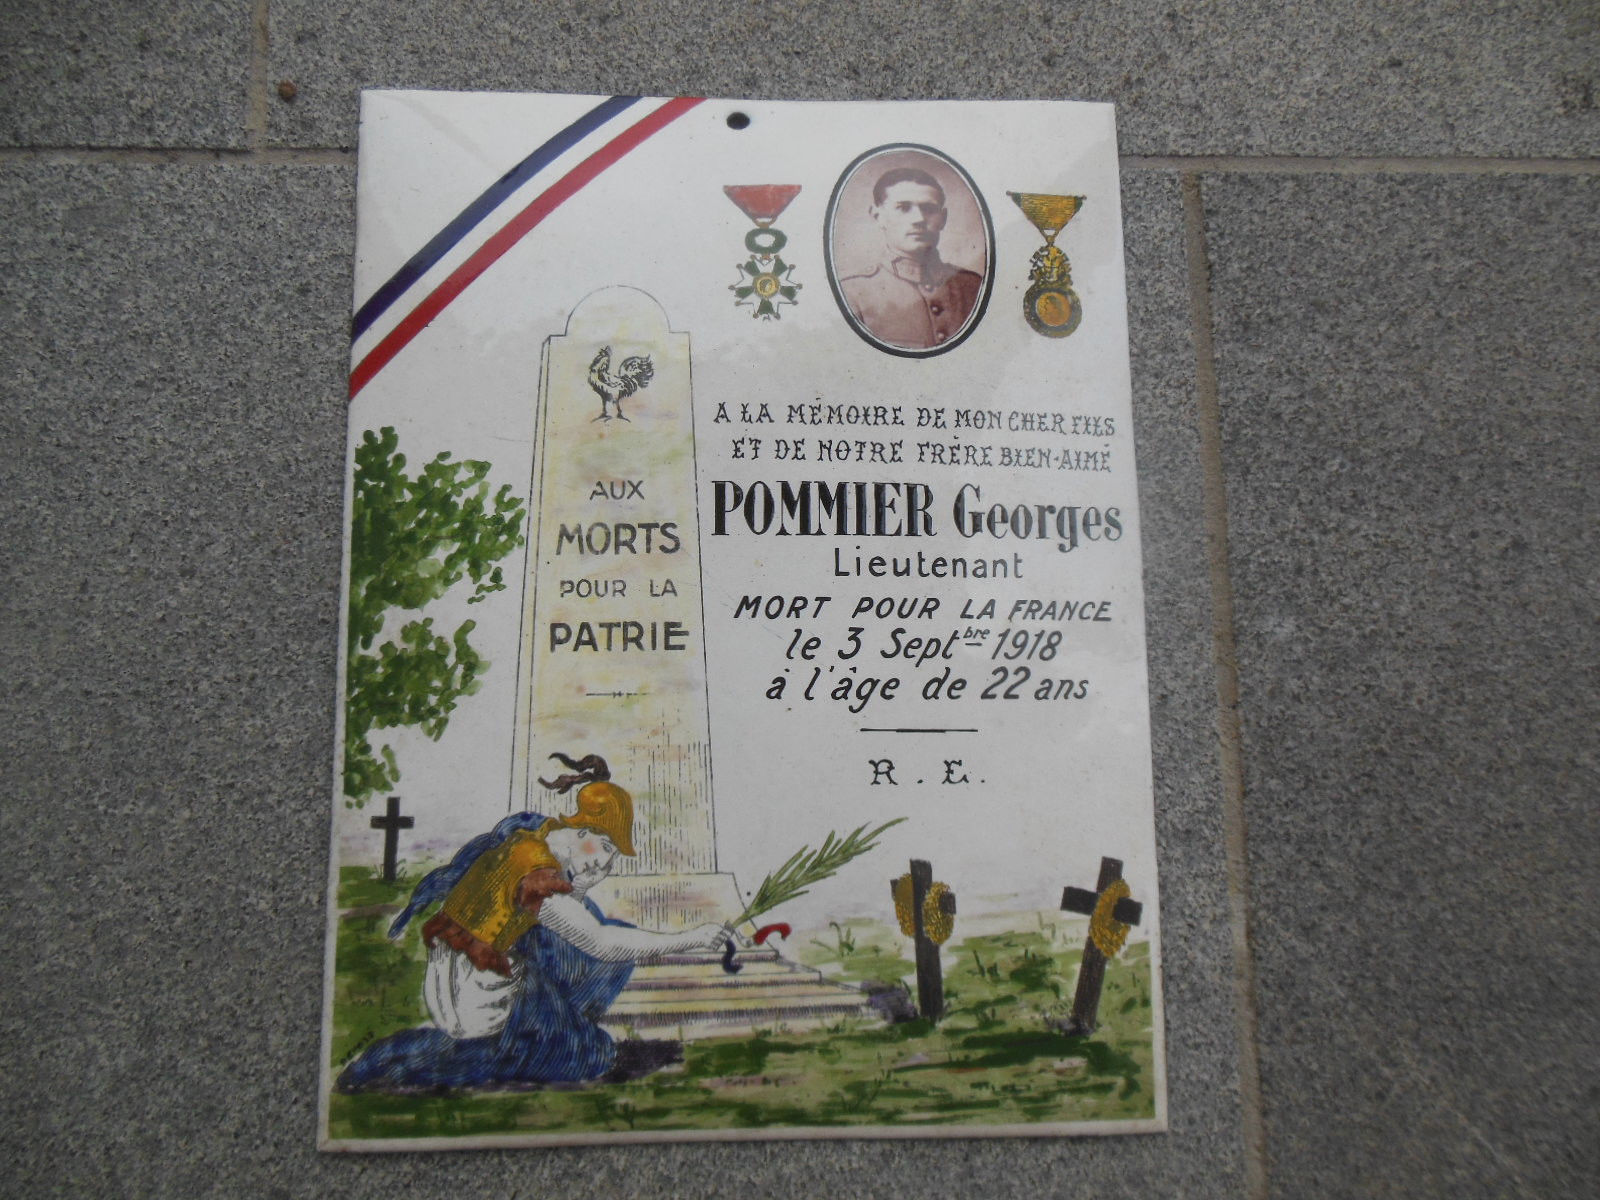 AUX
MORTS
POUR LA
PATRIE
A LA MÉMOIRE DE MON CHER FILS
ET DE NOTRE FRÈRE BIEN-AIMÉ
POMMIER Georges
Lieutenant
MORT POUR LA FRANCE
le 3 Septbre 1918
à l'âge de 22 ans
R. E.